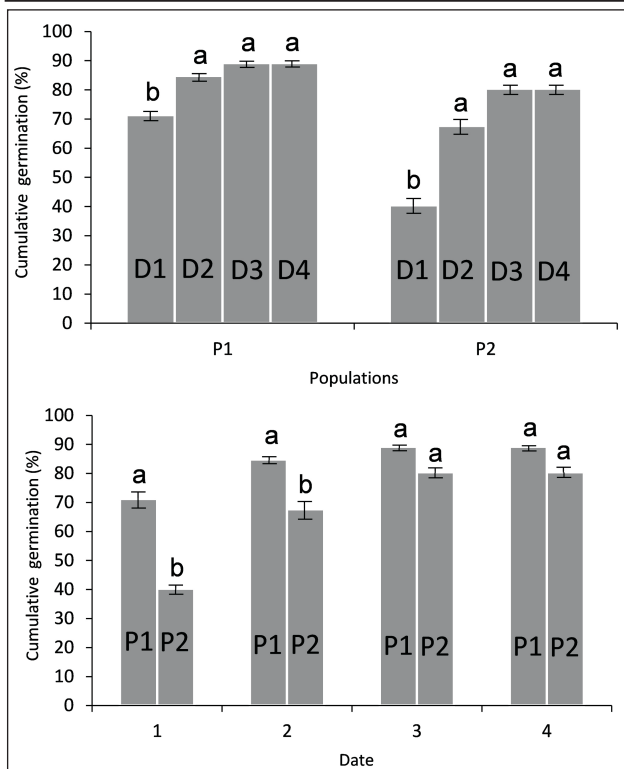 Cumulative germination (%)
100
90
80
70
60
50
40
30
20
10
0
b a a a b a a a
D1 D2 D3 D4 D1 D2 D3 D4
P1 P2
Populations
Cumulative germination (%)
100
90
80
70
60
50
40
30
20
10
0
a b a b a a a a
P1 P2 P1 P2 P1 P2 P1 P2
1 2 3 4
Date